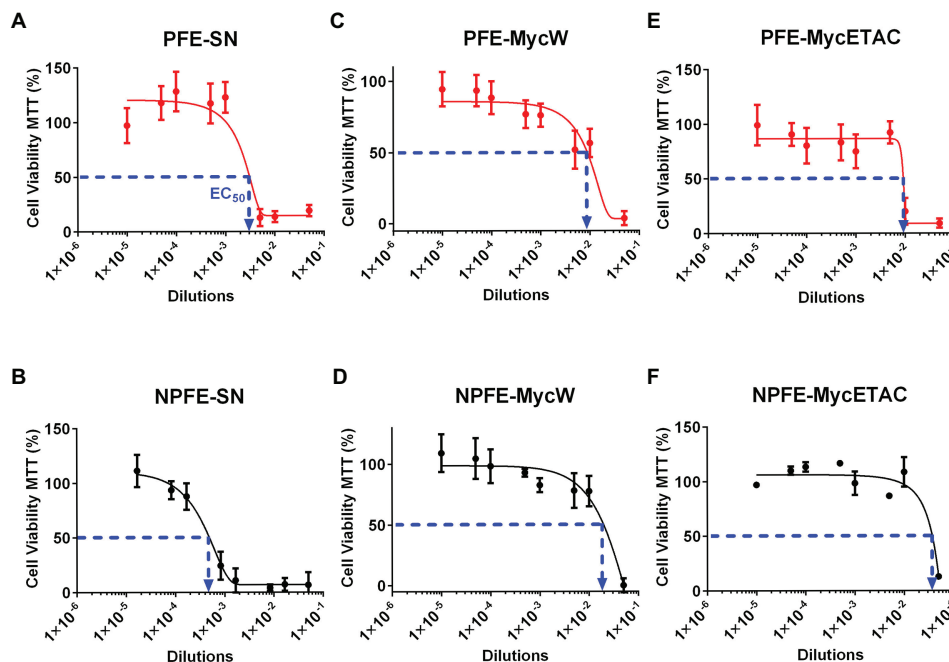 A
PFE-SN
Cell Viability MTT (%)
150
100
50
0
EC50
1×10-6
1×10-5
1×10-4
1×10-3
1×10-2
1×10-1
Dilutions
C
PFE-MycW
Cell Viability MTT (%)
100
50
0
1×10-6
1×10-5
1×10-4
1×10-3
1×10-2
1×10-1
Dilutions
E
PFE-MycETAC
Cell Viability MTT (%)
150
100
50
0
1×10-6
1×10-5
1×10-4
1×10-3
1×10-2
1×10-
Dilutions
B
NPFE-SN
Cell Viability MTT (%)
150
100
50
0
1×10-6
1×10-5
1×10-4
1×10-3
1×10-2
1×10-1
Dilutions
D
NPFE-MycW
Cell Viability MTT (%)
100
50
0
1×10-6
1×10-5
1×10-4
1×10-3
1×10-2
1×10-1
Dilutions
F
NPFE-MycETAC
Cell Viability MTT (%)
150
100
50
0
1×10-6
1×10-5
1×10-4
1×10-3
1×10-2
1×10-
Dilutions